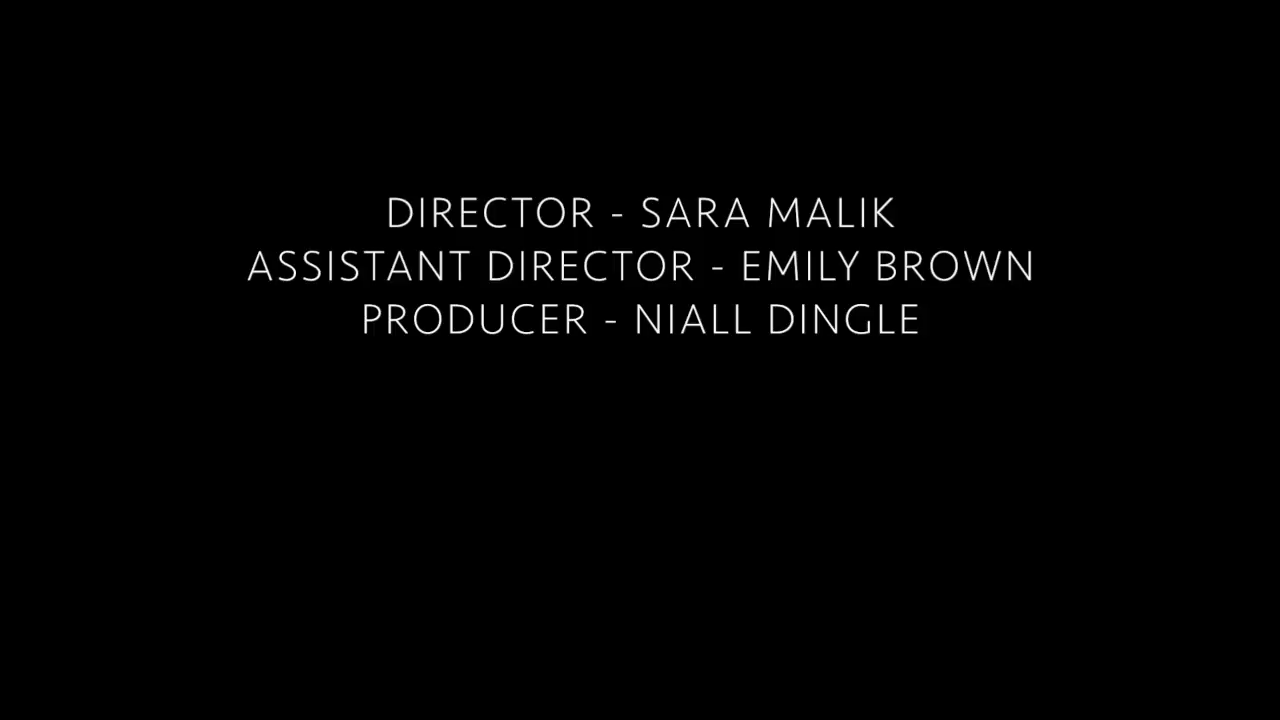 DIRECTOR - SARA MALIK
ASSISTANT DIRECTOR - EMILY BROWN
PRODUCER - NIALL DINGLE